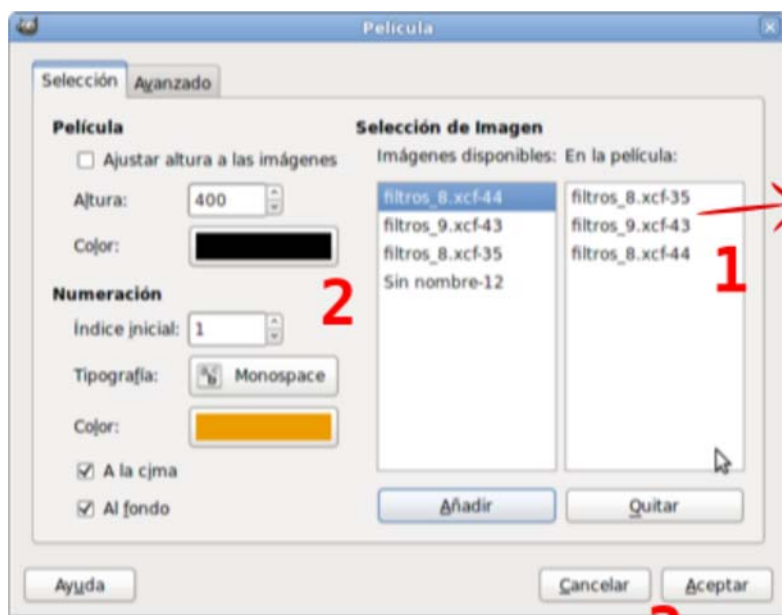 Película
Selección
Avanzado
Película
Ajustar altura a las imágenes
Altura: 400
Color:
Numeración
Índice inicial: 1
Tipografía: Monospace
Color:
A la cima
Al fondo
2
Selección de Imagen
Imágenes disponibles: En la película:
filtros_8.xcf-44
filtros_9.xcf-43
filtros_8.xcf-35
Sin nombre-12
filtros_8.xcf-35
filtros_9.xcf-43
filtros_8.xcf-44
1
Añadir
Quitar
Ayuda
Cancelar
Aceptar